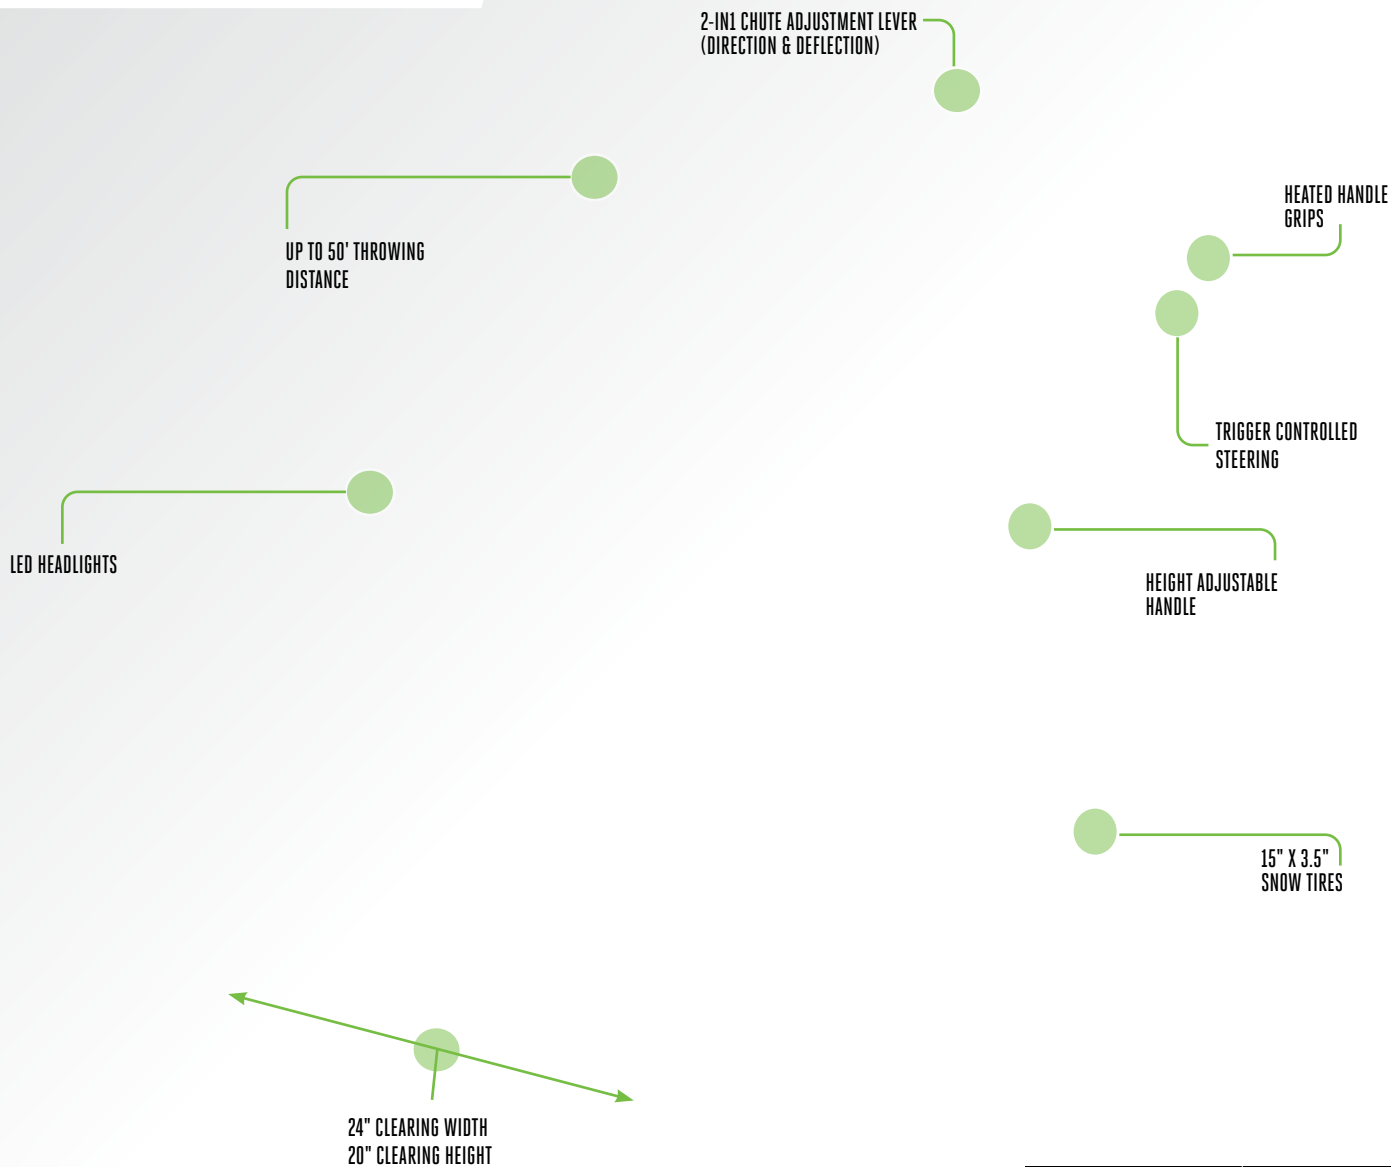 2-IN1 CHUTE ADJUSTMENT LEVER
(DIRECTION & DEFLECTION)
HEATED HANDLE
GRIPS
UP TO 50' THROWING
DISTANCE
TRIGGER CONTROLLED
STEERING
LED HEADLIGHTS
HEIGHT ADJUSTABLE
HANDLE
15" X 3.5"
SNOW TIRES
24" CLEARING WIDTH
20" CLEARING HEIGHT